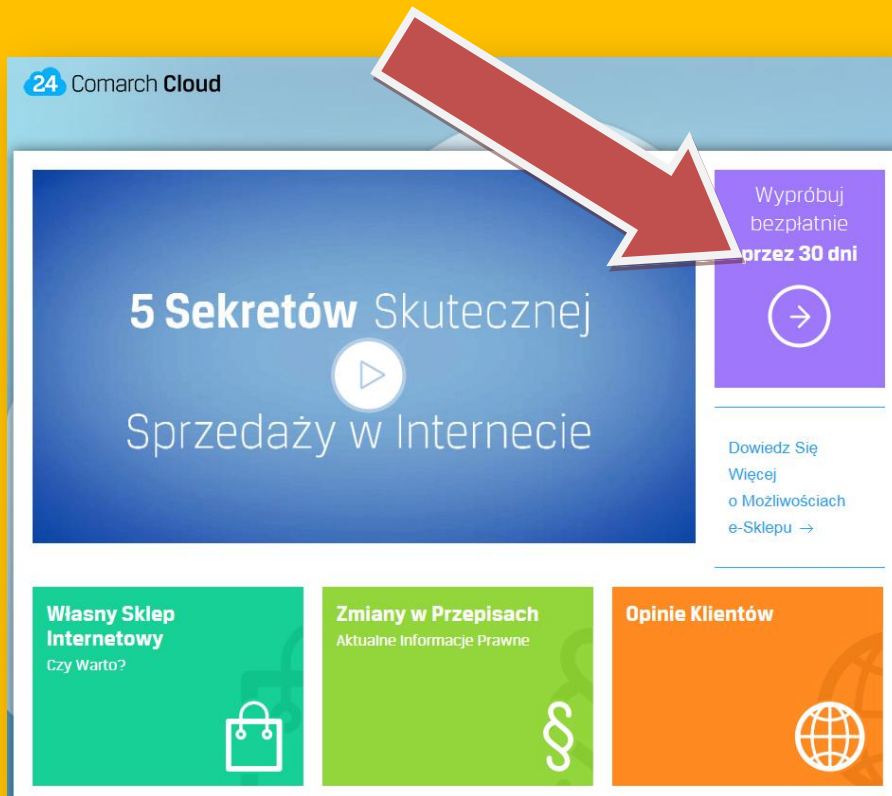 24 Comarch Cloud
Wypróbuj
bezpłatnie
przez 30 dni
5 Sekretów Skutecznej
Sprzedaży w Internecie
Dowiedz Się
Więcej
o Możliwościach
e-Sklepu →
Własny Sklep
Internetowy
Czy Warto?
Zmiany w Przepisach
Aktualne Informacje Prawne
§
Opinie Klientów